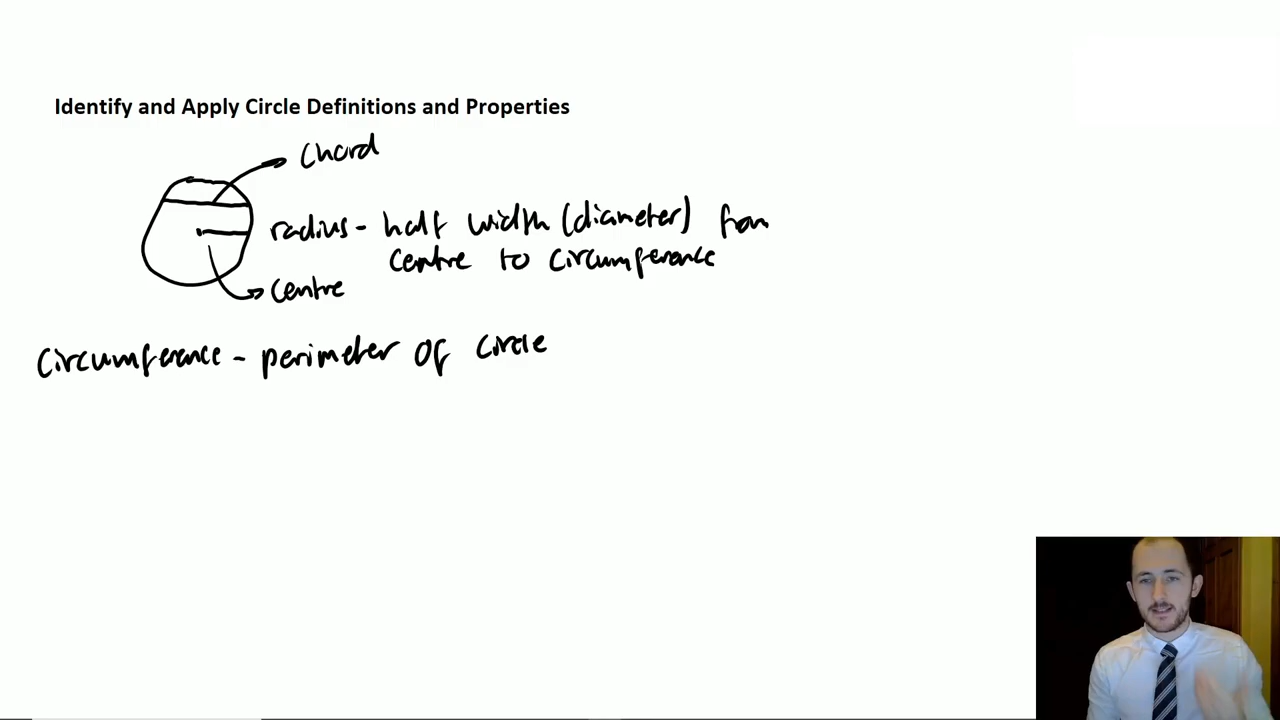 Identify and Apply Circle Definitions and Properties
Chord
radius - half width (diameter) from
centre to circumference
centre
Circumference - perimeter of circle